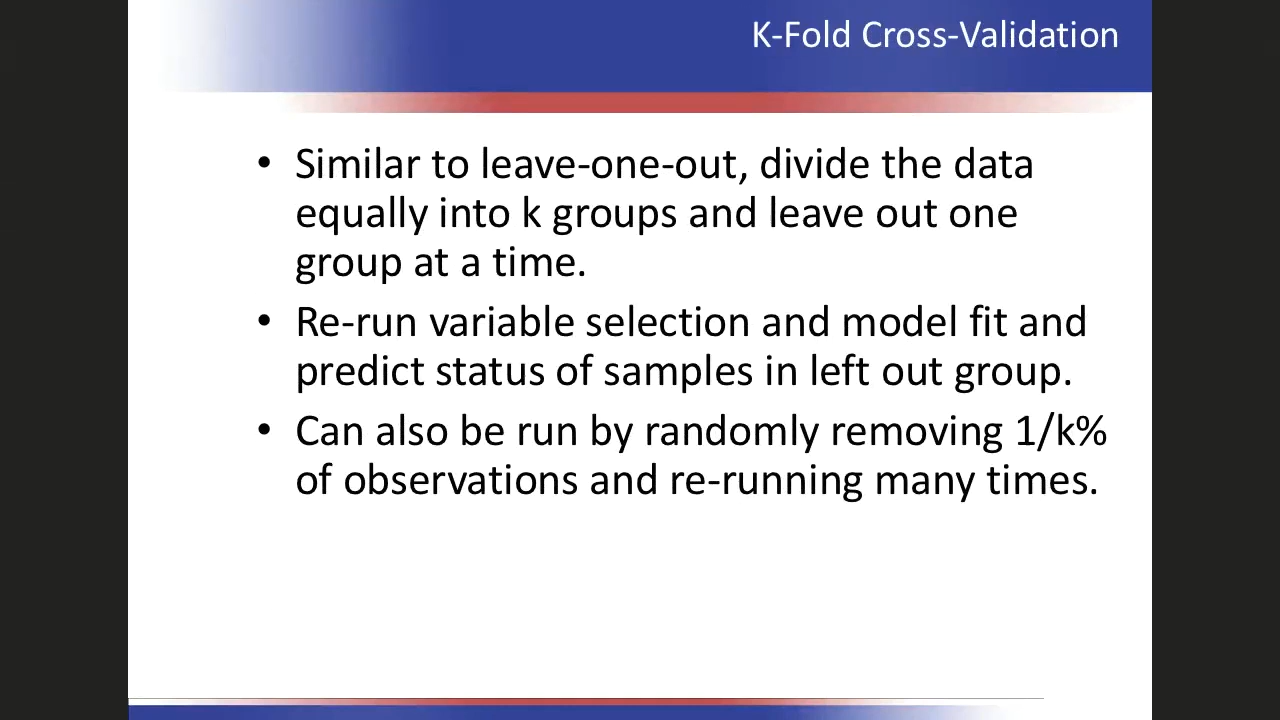 K-Fold Cross-Validation
• Similar to leave-one-out, divide the data
equally into k groups and leave out one
group at a time.
• Re-run variable selection and model fit and
predict status of samples in left out group.
• Can also be run by randomly removing 1/k%
of observations and re-running many times.